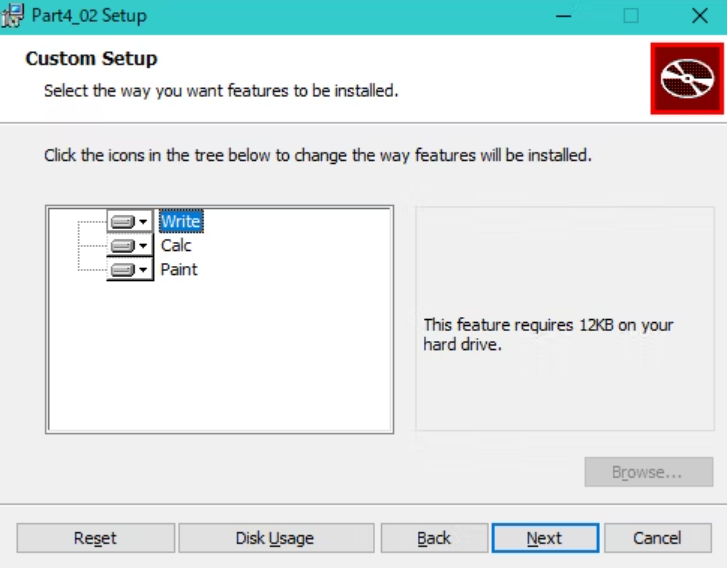 Part4_02 Setup
Custom Setup
Select the way you want features to be installed.
Click the icons in the tree below to change the way features will be installed.
Write
Calc
Paint
This feature requires 12KB on your
hard drive.
Browse...
Reset
Disk Usage
Back
Next
Cancel